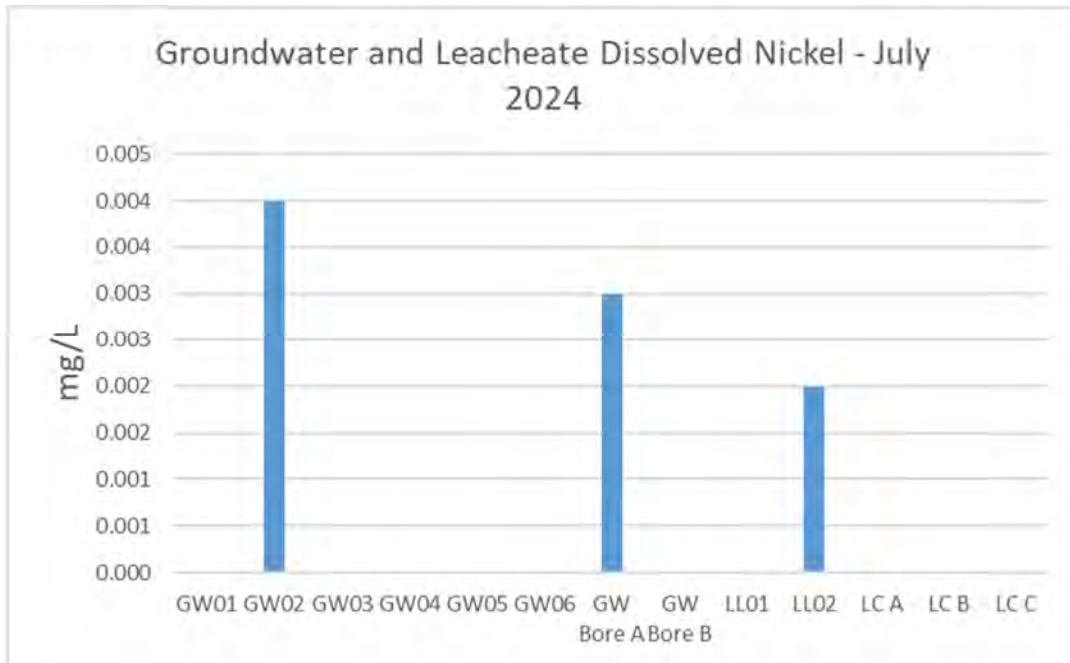 Groundwater and Leacheate Dissolved Nickel - July
2024
0.005
0.004
0.004
0.003
0.003
0.002
0.002
0.001
0.001
0.000
mg/L
GW01 GW02 GW03 GW04 GW05 GW06 GW GW LL01 LL02 LC A LC B LC C
Bore A Bore B